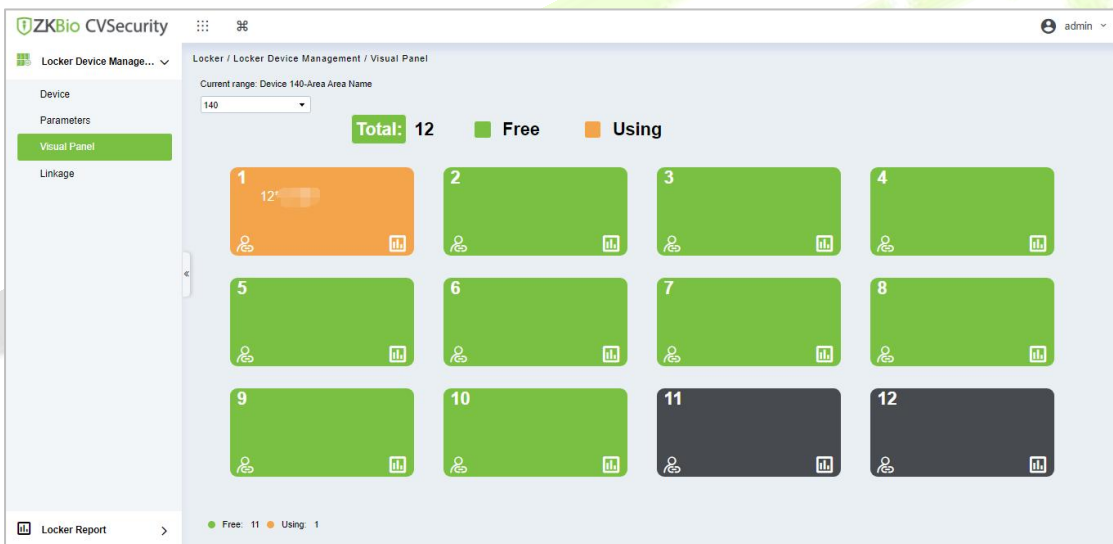 ZKBio CVSecurity
admin
Locker Device Manage...
Device
Parameters
Visual Panel
Linkage
Locker Report
Locker / Locker Device Management / Visual Panel
Current range: Device 140-Area Area Name
140
Total: 12 Free Using
1 2 3 4
5 6 7 8
9 10 11 12
Free: 11 Using: 1